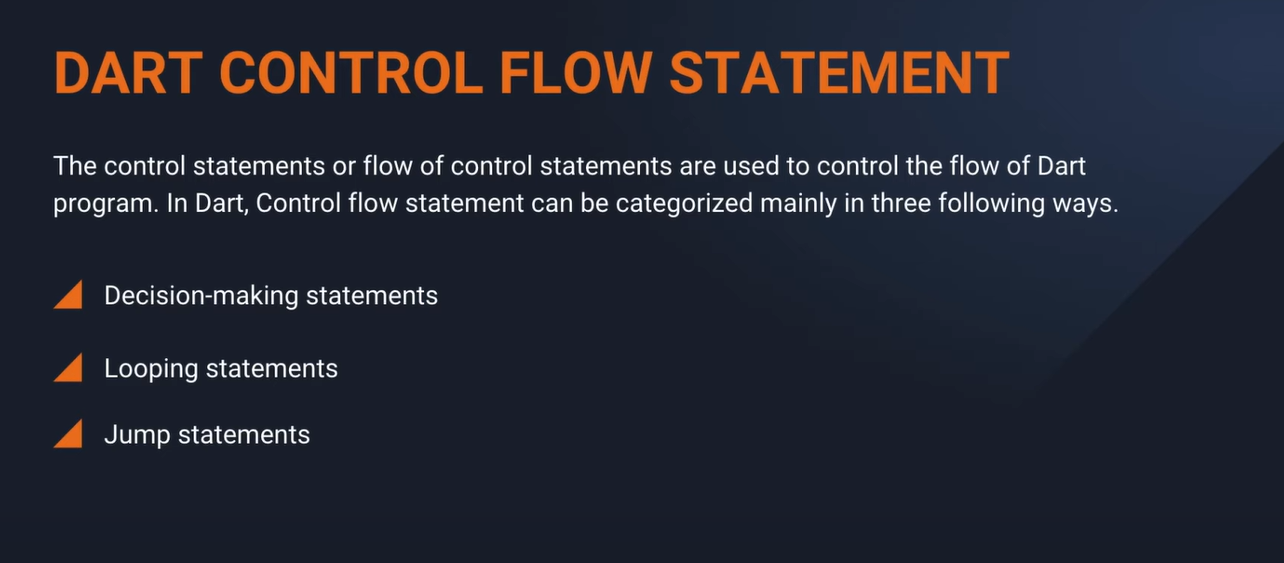 DART CONTROL FLOW STATEMENT
The control statements or flow of control statements are used to control the flow of Dart
program. In Dart, Control flow statement can be categorized mainly in three following ways.
Decision-making statements
Looping statements
Jump statements